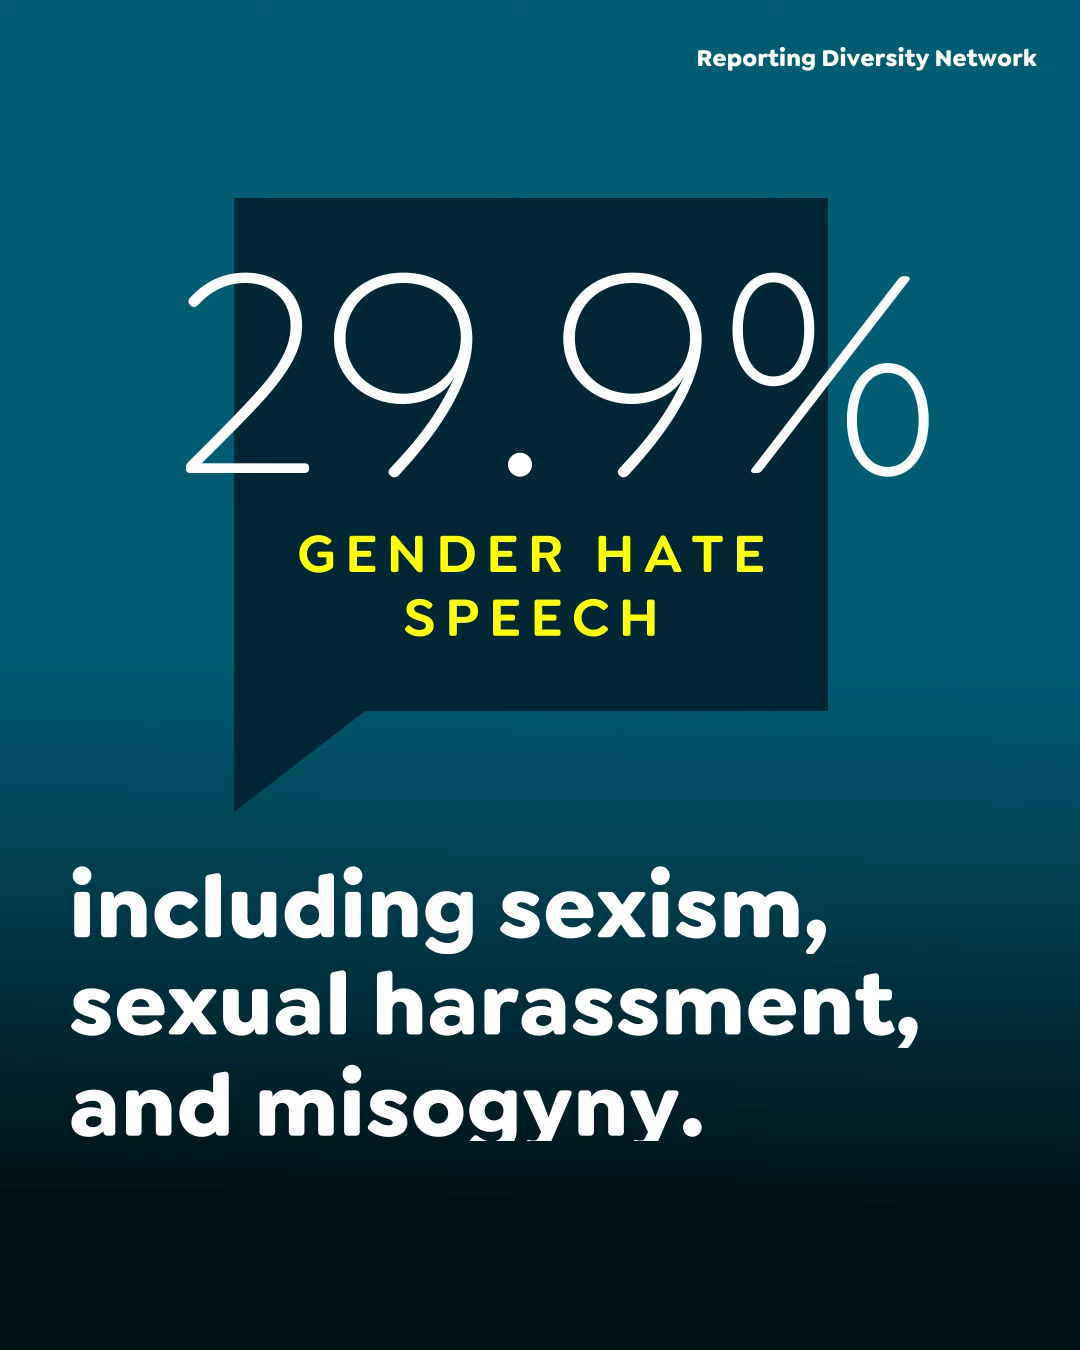 Reporting Diversity Network
29.9%
GENDER HATE
SPEECH
including sexism,
sexual harassment,
and misogyny.